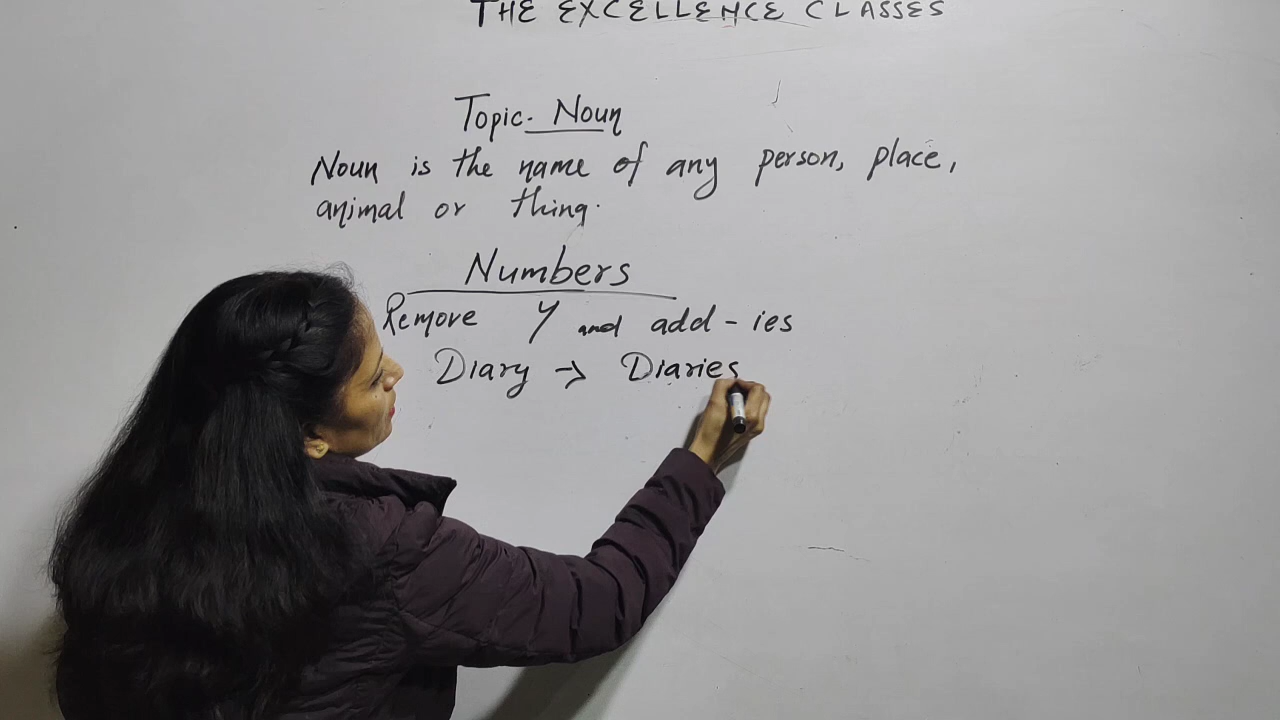 THE EXCELLENCE CLASSES
Topic. Noun
Noun is the name of any person, place,
animal or thing.
Numbers
Remove Y and add - ies
Diary → Diaries